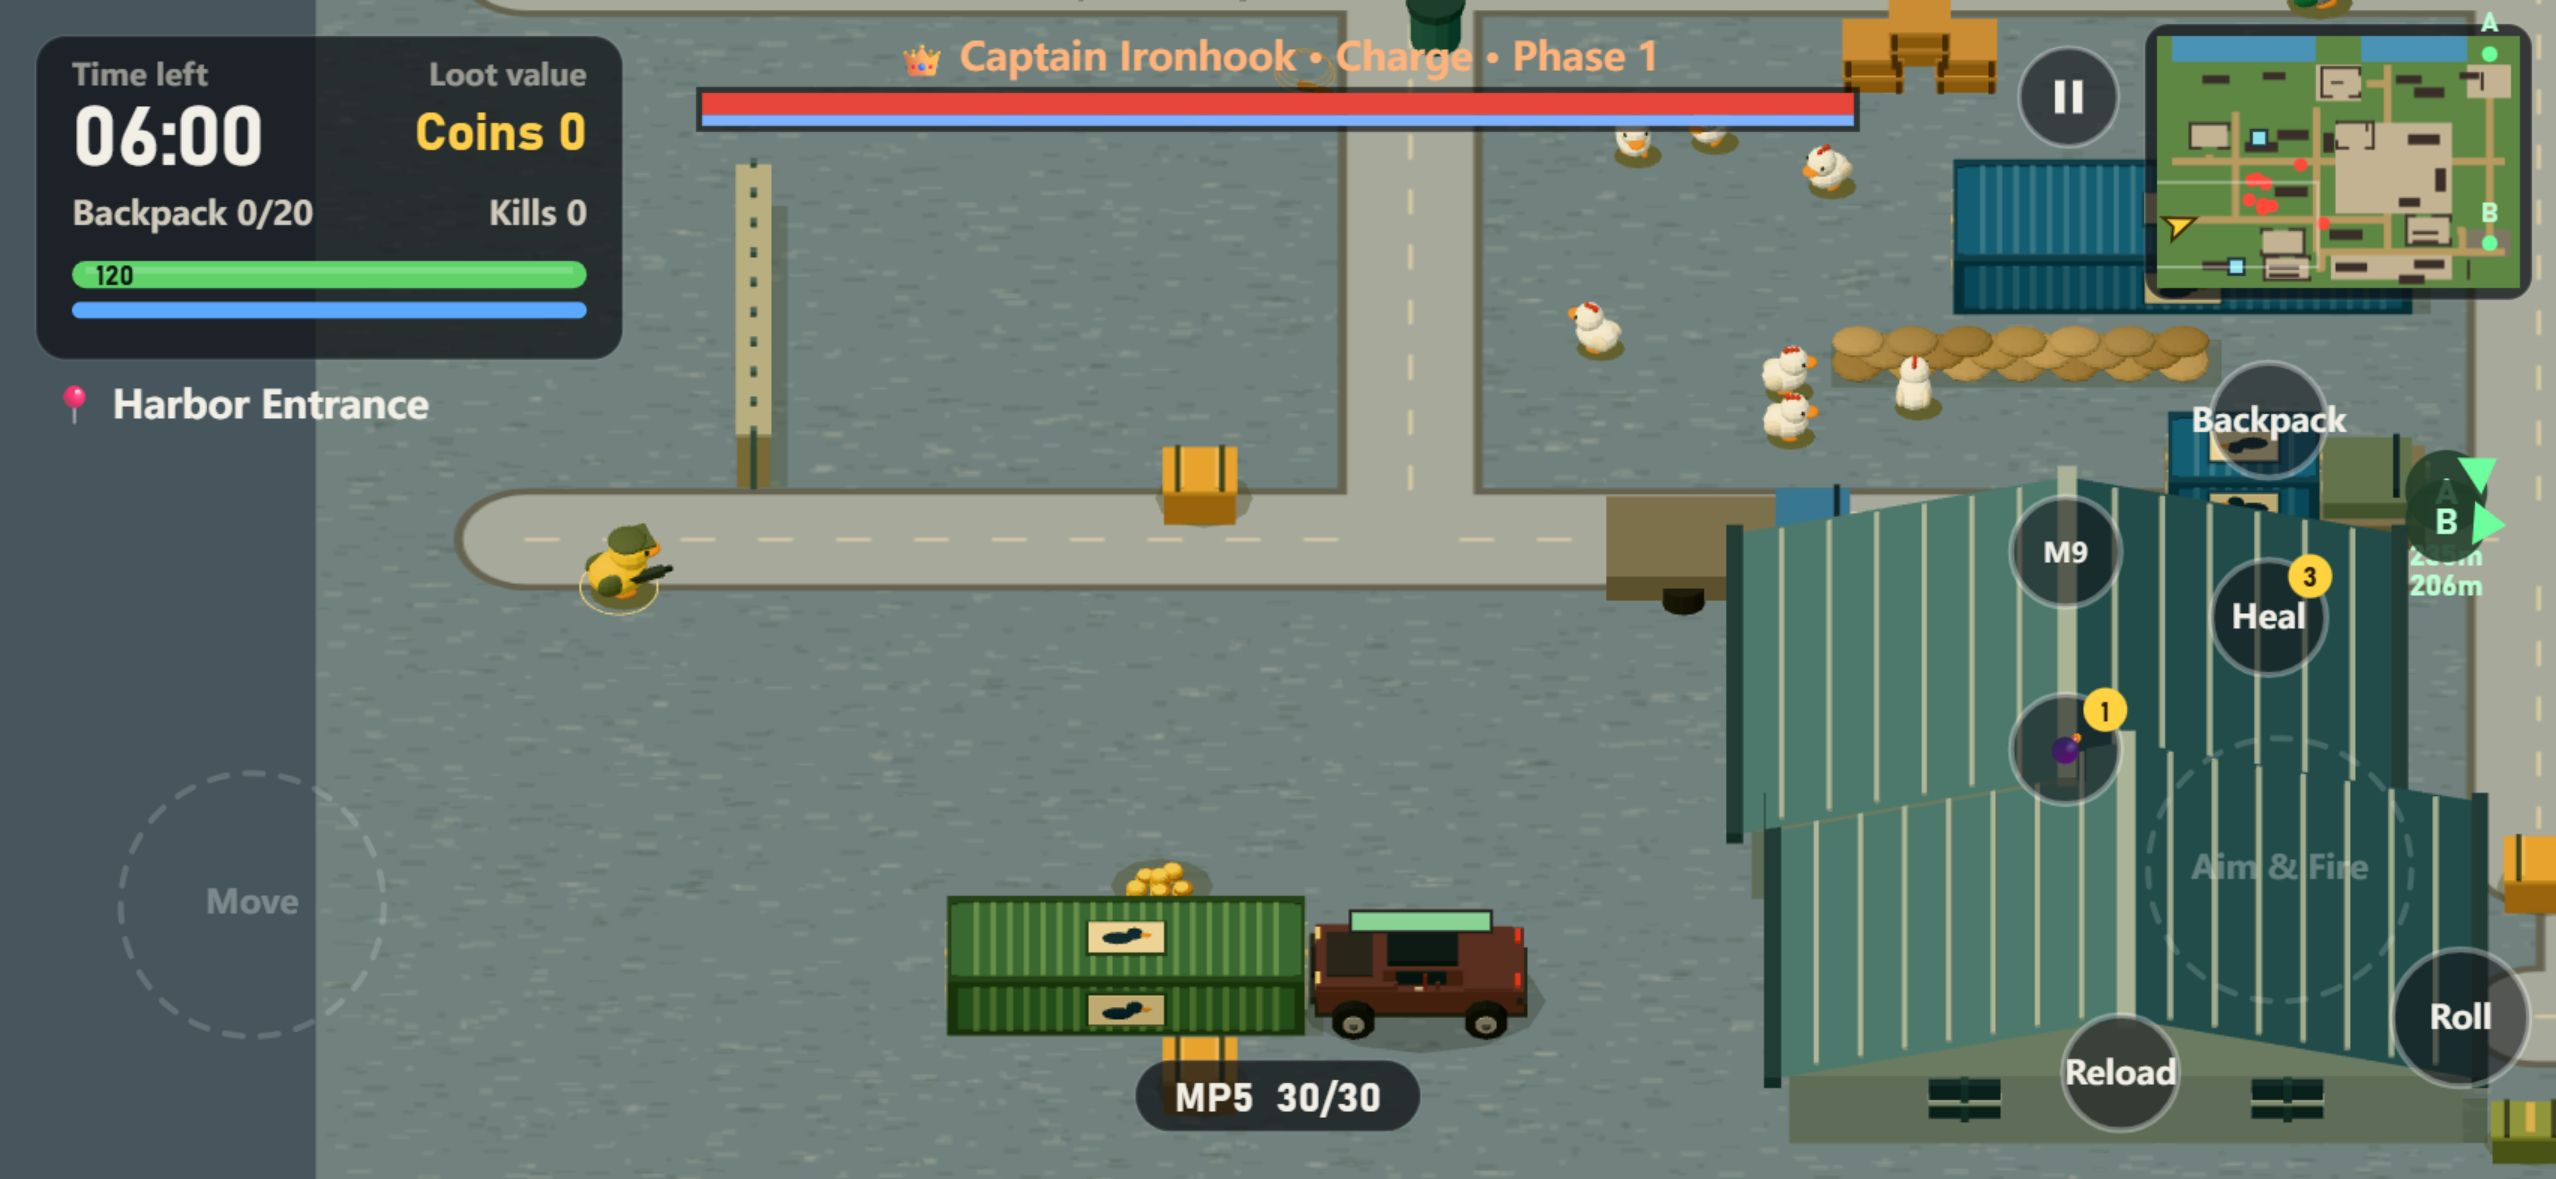 Time left
Loot value
06:00
Coins 0
Backpack 0/20
Kills 0
120
Harbor Entrance
Captain Ironhook • Charge • Phase 1
A
B
Backpack
A
B
235m
206m
M9
3
Heal
1
Move
Aim & Fire
Roll
Reload
MP5 30/30